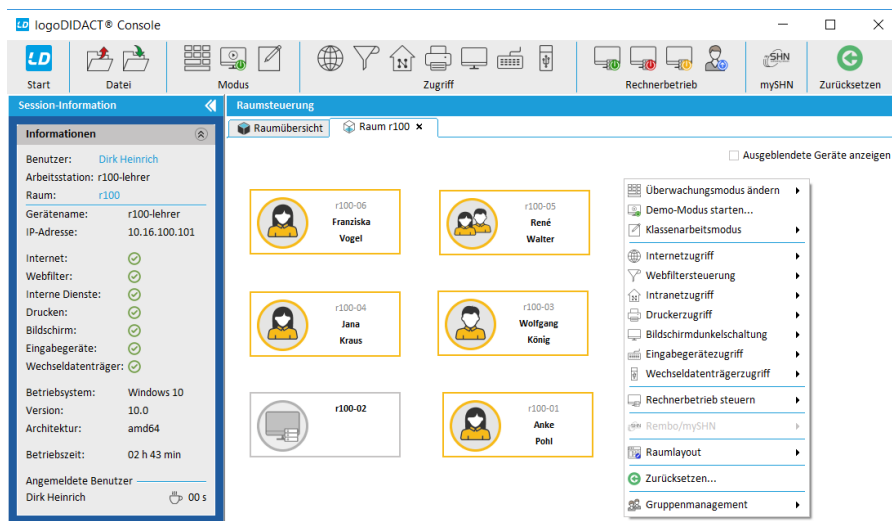 LD logoDIDACT® Console
LD
SHN
Start Datei Modus Zugriff Rechnerbetrieb mySHN Zurücksetzen
Session-Information
Raumsteuerung
Informationen
Benutzer: Dirk Heinrich
Arbeitsstation: r100-lehrer
Raum: r100
Gerätename: r100-lehrer
IP-Adresse: 10.16.100.101
Internet:
Webfilter:
Interne Dienste:
Drucken:
Bildschirm:
Eingabegeräte:
Wechseldatenträger:
Betriebsystem: Windows 10
Version: 10.0
Architektur: amd64
Betriebszeit: 02 h 43 min
Angemeldete Benutzer
Dirk Heinrich 00 s
Raumübersicht
Raum r100 ×
Ausgeblendete Geräte anzeigen
r100-06
Franziska
Vogel
r100-05
René
Walter
r100-04
Jana
Kraus
r100-03
Wolfgang
König
r100-02
r100-01
Anke
Pohl
Überwachungsmodus ändern
Demo-Modus starten...
Klassenarbeitsmodus
Internetzugriff
Webfiltersteuerung
Intranetzugriff
Druckerzugriff
Bildschirmdunkelschaltung
Eingabegerätezugriff
Wechseldatenträgerzugriff
Rechnerbetrieb steuern
Rembo/mySHN
Raumlayout
Zurücksetzen...
Gruppenmanagement